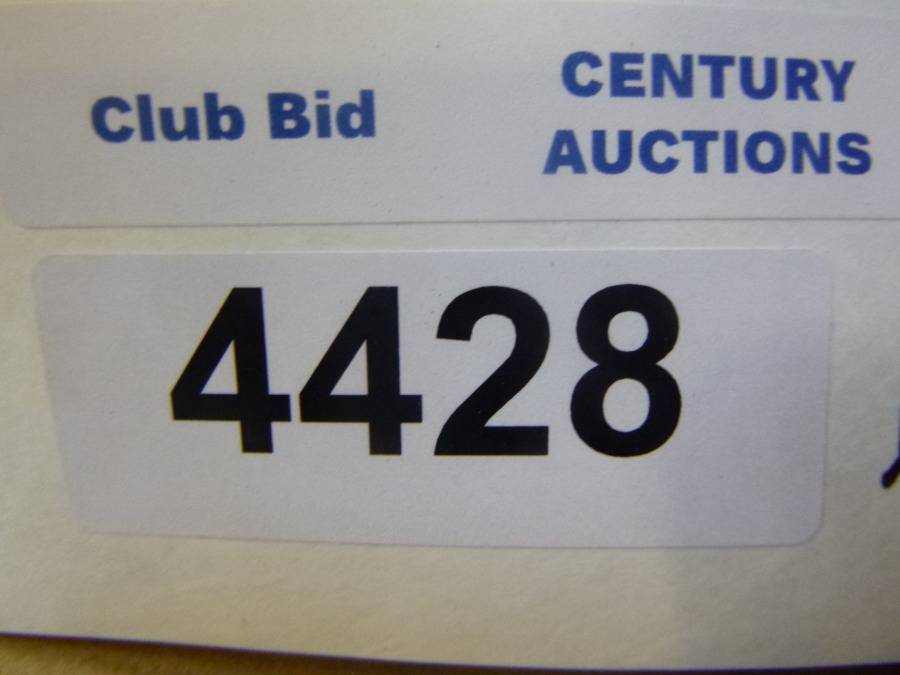 Club Bid
CENTURY
AUCTIONS
4428